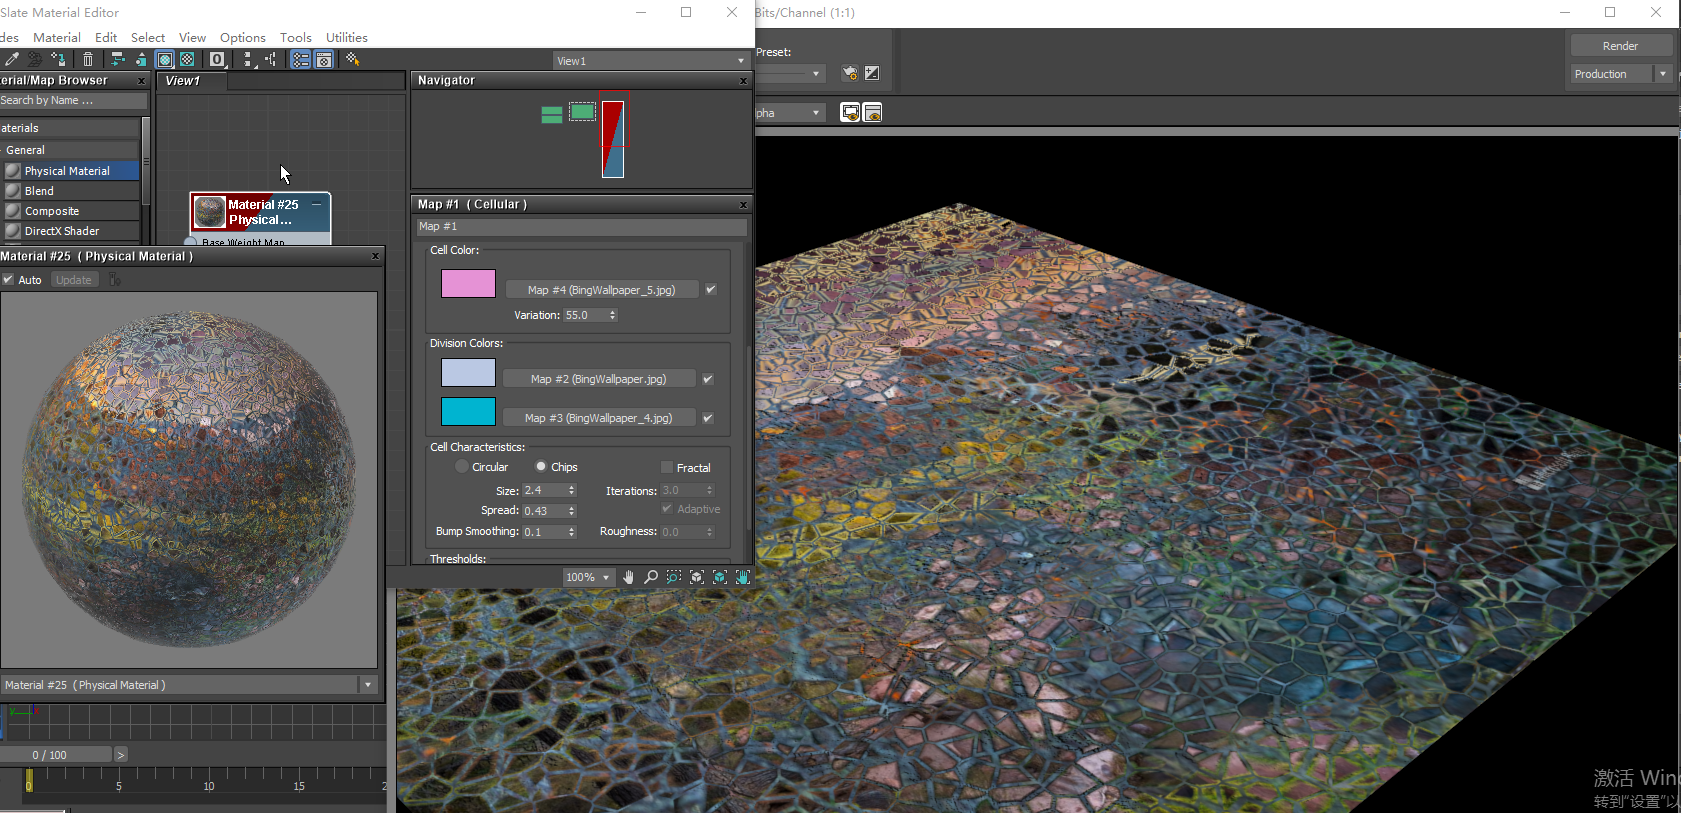 Slate Material Editor
des Material Edit Select View Options Tools Utilities
View1
terial/Map Browser x
Search by Name ...
aterials
- General
Physical Material
Blend
Composite
DirectX Shader
View1
Material #25
Physical ...
Base Weight Map
Navigator x
Map #1 ( Cellular )
Map #1
Cell Color:
Map #4 (BingWallpaper_5.jpg)
Variation: 55.0
Division Colors:
Map #2 (BingWallpaper.jpg)
Map #3 (BingWallpaper_4.jpg)
Cell Characteristics:
Circular Chips Fractal
Size: 2.4 Iterations: 3.0
Spread: 0.43 Adaptive
Bump Smoothing: 0.1 Roughness: 0.0
Thresholds:
100%
Material #25 ( Physical Material )
Auto Update
Material #25 ( Physical Material )
y x
0 / 100 >
0 5 10 15 2
Bits/Channel (1:1)
Preset:
Render
Production
pha
激活 Wind
转到"设置"以